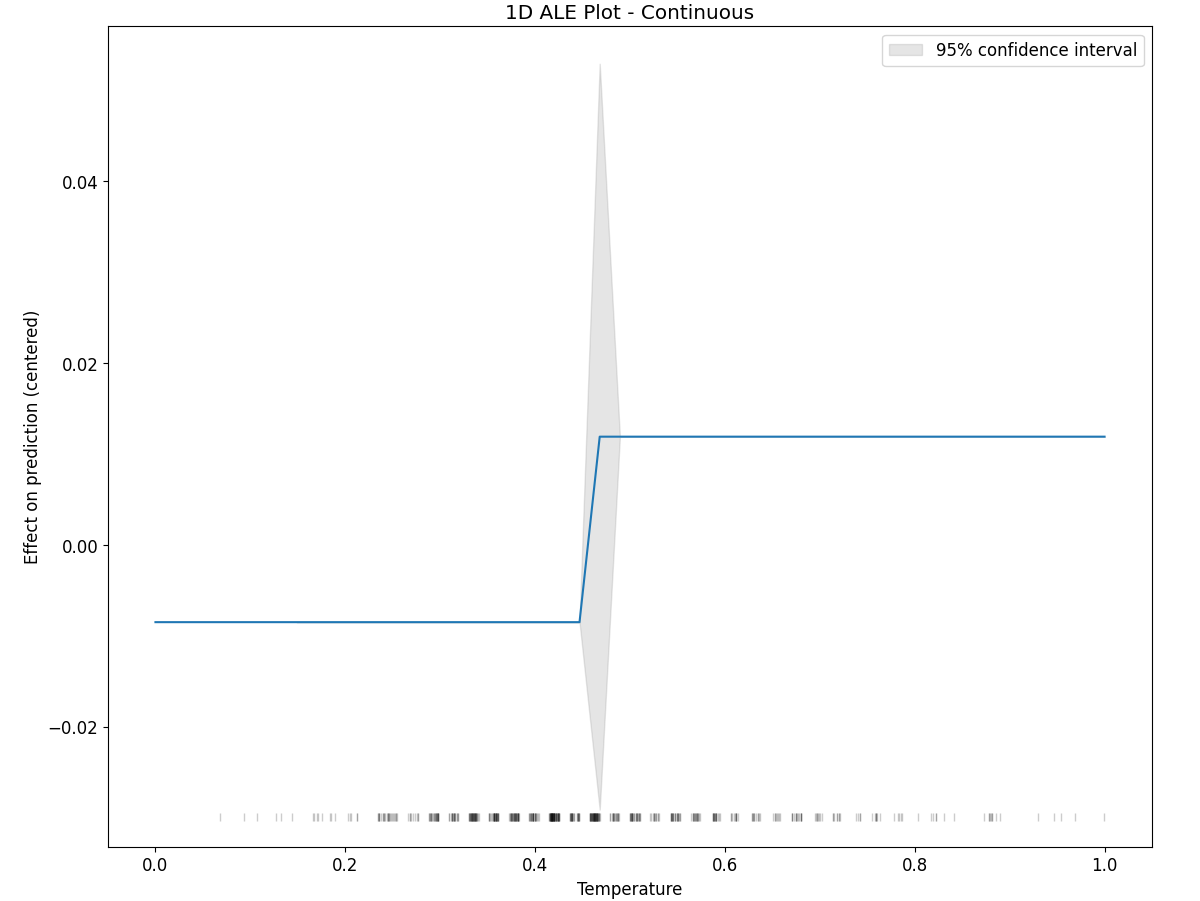 1D ALE Plot - Continuous
95% confidence interval
Effect on prediction (centered)
0.04
0.02
0.00
−0.02
0.0 0.2 0.4 0.6 0.8 1.0
Temperature